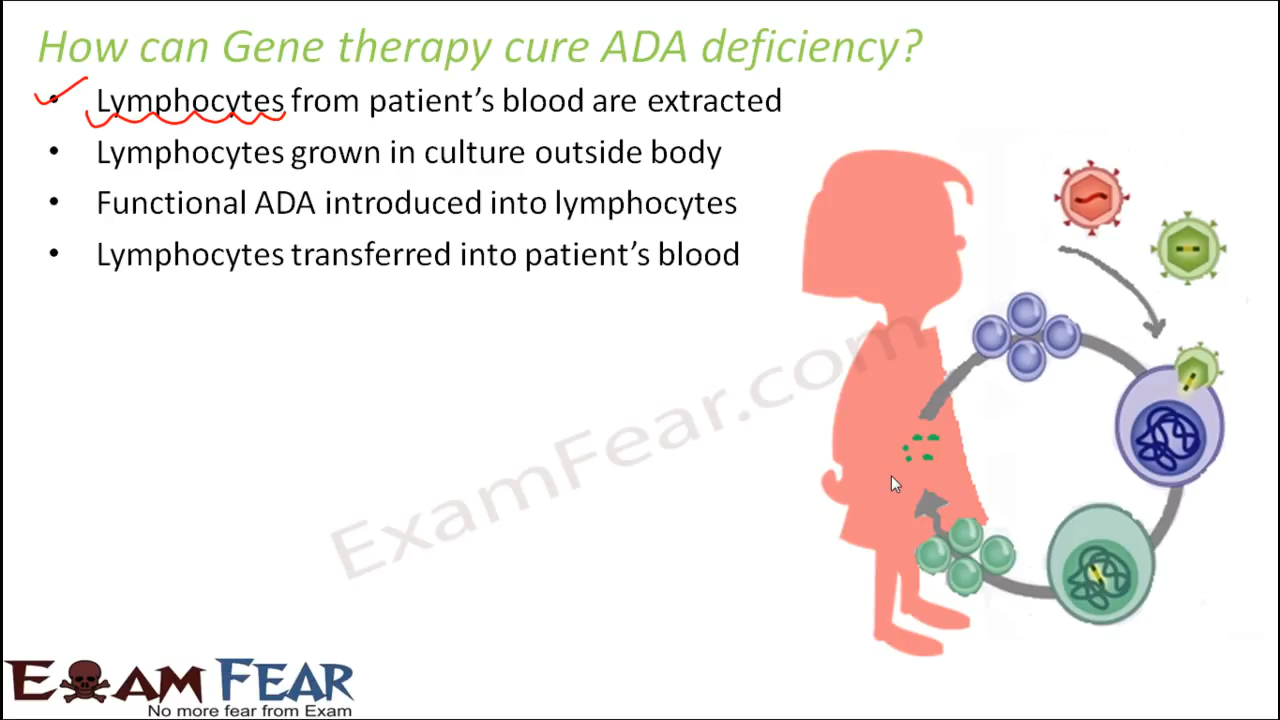 How can Gene therapy cure ADA deficiency?
• Lymphocytes from patient’s blood are extracted
• Lymphocytes grown in culture outside body
• Functional ADA introduced into lymphocytes
• Lymphocytes transferred into patient’s blood
ExamFear.com
EXAM FEAR
No more fear from Exam